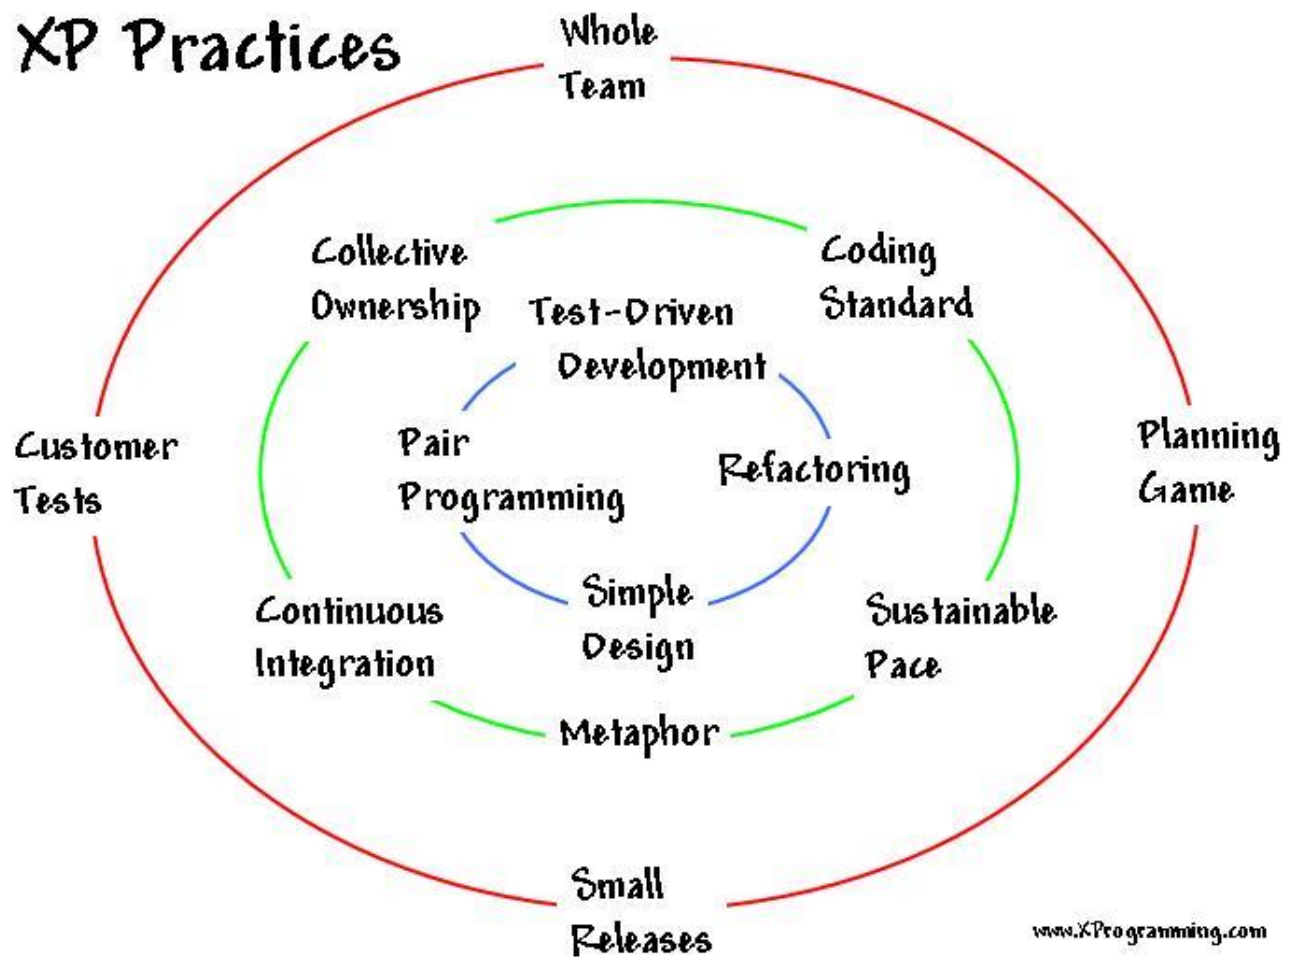 XP Practices
Whole
Team
Collective
Ownership
Coding
Standard
Test-Driven
Development
Customer
Tests
Pair
Programming
Refactoring
Planning
Game
Continuous
Integration
Simple
Design
Sustainable
Pace
Metaphor
Small
Releases
www.XProgramming.com